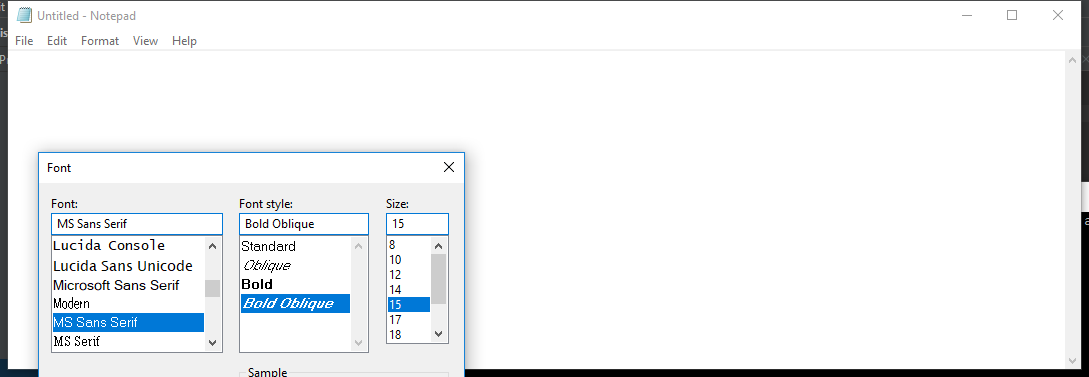 Untitled - Notepad
File Edit Format View Help
Font
Font: Font style: Size:
MS Sans Serif Bold Oblique 15
Lucida Console Standard 8
Lucida Sans Unicode Oblique 10
Microsoft Sans Serif Bold 12
Modern Bold Oblique 14
MS Sans Serif 15
MS Serif 17
18
Sample